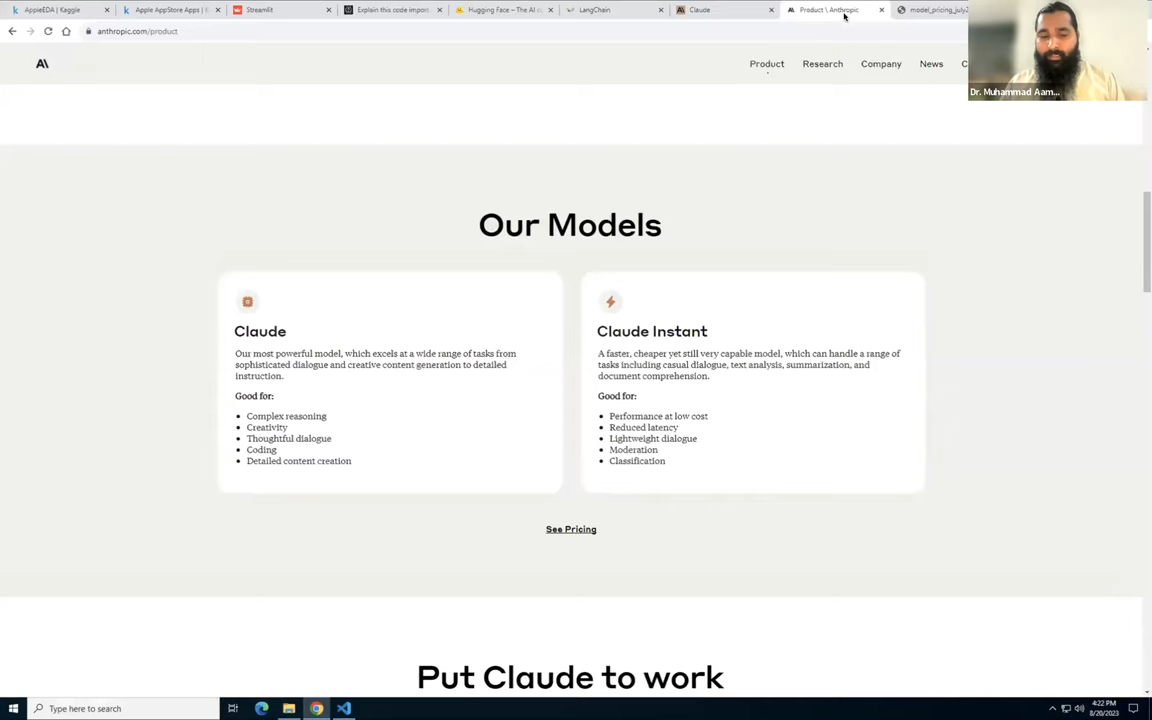 AppleEDA | Kaggle
Apple AppStore Apps |
Streamlit
Explain this code import
Hugging Face – The AI
LangChain
Claude
Product \ Anthropic
model_pricing_july2
anthropic.com/product
Product
Research
Company
News
Dr. Muhammad Aam...
Our Models
Claude
Our most powerful model, which excels at a wide range of tasks from
sophisticated dialogue and creative content generation to detailed
instruction.
Good for:
• Complex reasoning
• Creativity
• Thoughtful dialogue
• Coding
• Detailed content creation
Claude Instant
A faster, cheaper yet still very capable model, which can handle a range of
tasks including casual dialogue, text analysis, summarization, and
document comprehension.
Good for:
• Performance at low cost
• Reduced latency
• Lightweight dialogue
• Moderation
• Classification
See Pricing
Put Claude to work
Type here to search
4:22 PM
8/20/2023